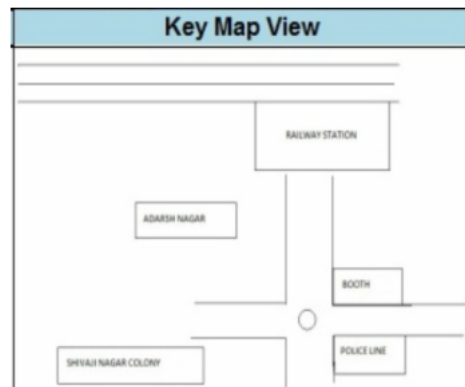 Key Map View
RAILWAY STATION
ADARSH NAGAR
BOOTH
POLICE LINE
SHIVAJI NAGAR COLONY